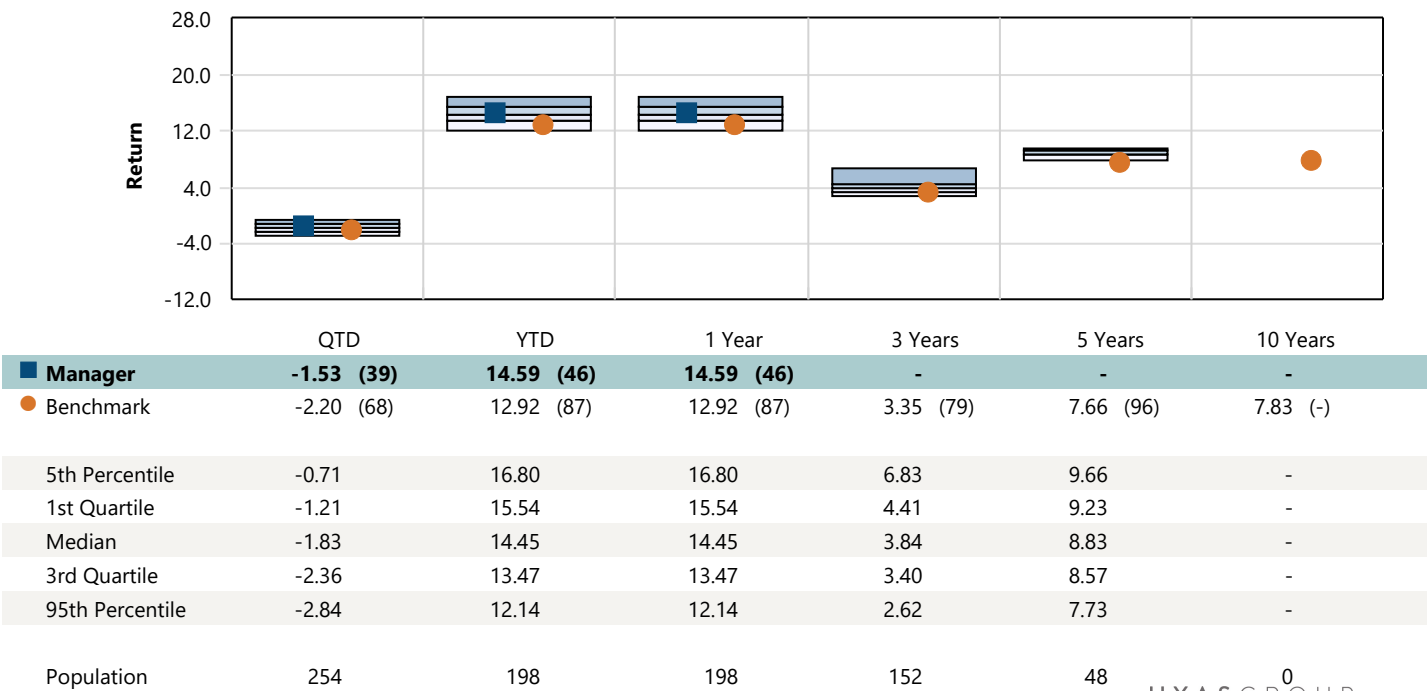 28.0
20.0
12.0
4.0
-4.0
-12.0
Return
QTD YTD 1 Year 3 Years 5 Years 10 Years
Manager -1.53 (39) 14.59 (46) 14.59 (46) - - -
Benchmark -2.20 (68) 12.92 (87) 12.92 (87) 3.35 (79) 7.66 (96) 7.83 (-)
5th Percentile -0.71 16.80 16.80 6.83 9.66 -
1st Quartile -1.21 15.54 15.54 4.41 9.23 -
Median -1.83 14.45 14.45 3.84 8.83 -
3rd Quartile -2.36 13.47 13.47 3.40 8.57 -
95th Percentile -2.84 12.14 12.14 2.62 7.73 -
Population 254 198 198 152 48 0